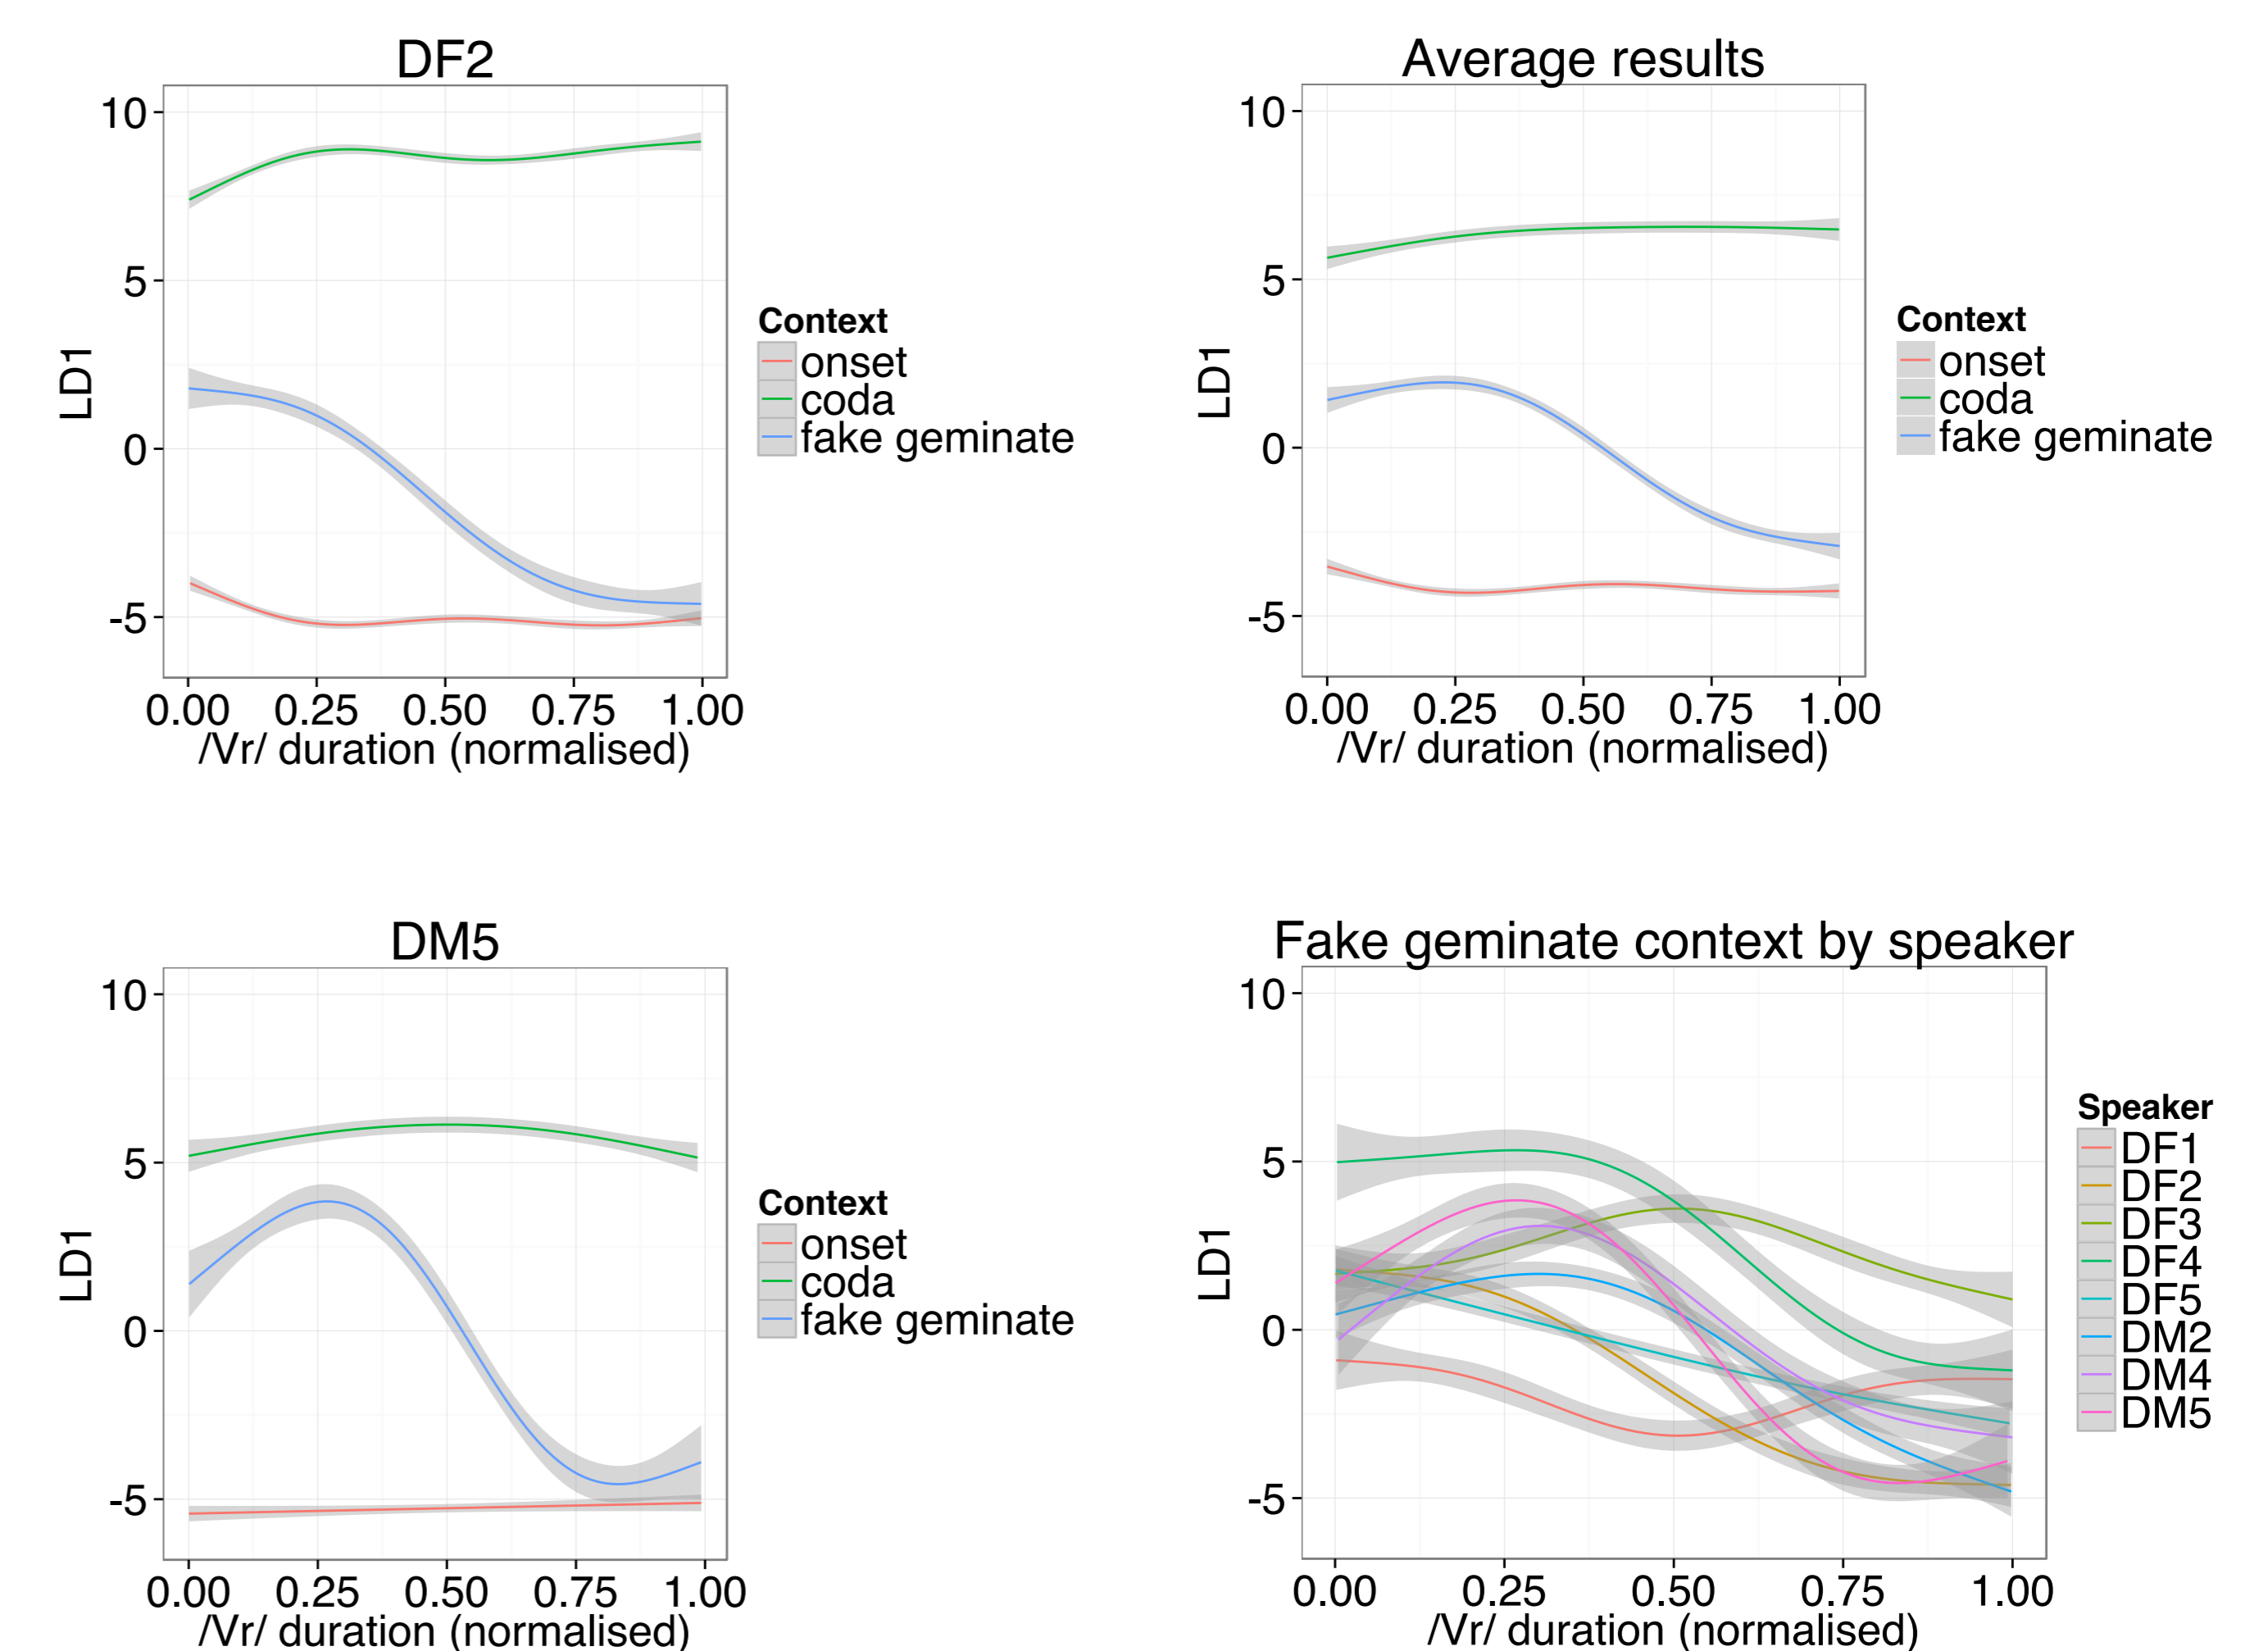 DF2
10
5
0
-5
LD1
0.00 0.25 0.50 0.75 1.00
/Vr/ duration (normalised)
Context
onset
coda
fake geminate
Average results
10
5
0
-5
LD1
0.00 0.25 0.50 0.75 1.00
/Vr/ duration (normalised)
Context
onset
coda
fake geminate
DM5
10
5
0
-5
LD1
0.00 0.25 0.50 0.75 1.00
/Vr/ duration (normalised)
Context
onset
coda
fake geminate
Fake geminate context by speaker
10
5
0
-5
LD1
0.00 0.25 0.50 0.75 1.00
/Vr/ duration (normalised)
Speaker
DF1
DF2
DF3
DF4
DF5
DM2
DM4
DM5